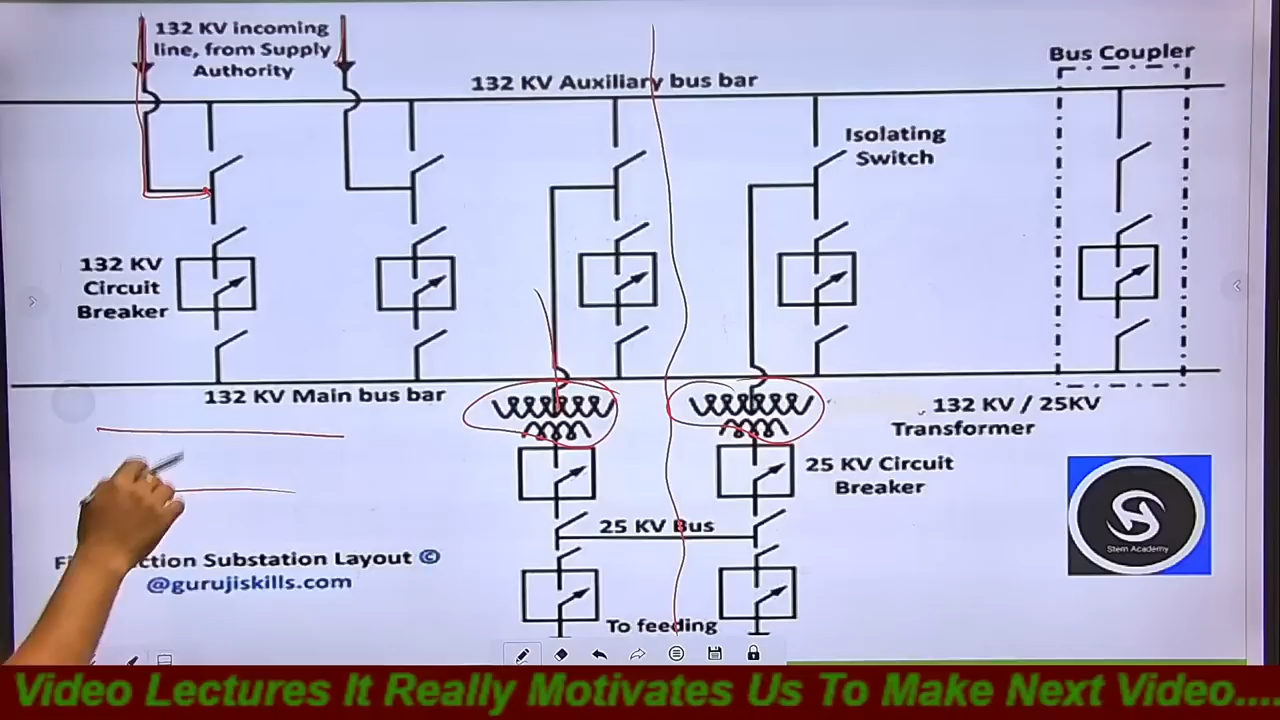 132 KV incoming
line, from Supply
Authority
132 KV Auxiliary bus bar
Bus Coupler
Isolating
Switch
132 KV
Circuit
Breaker
132 KV Main bus bar
132 KV / 25KV
Transformer
25 KV Circuit
Breaker
25 KV Bus
Stem Academy
Substation Layout ©
@gurujiskills.com
To feeding
Video Lectures It Really Motivates Us To Make Next Video....